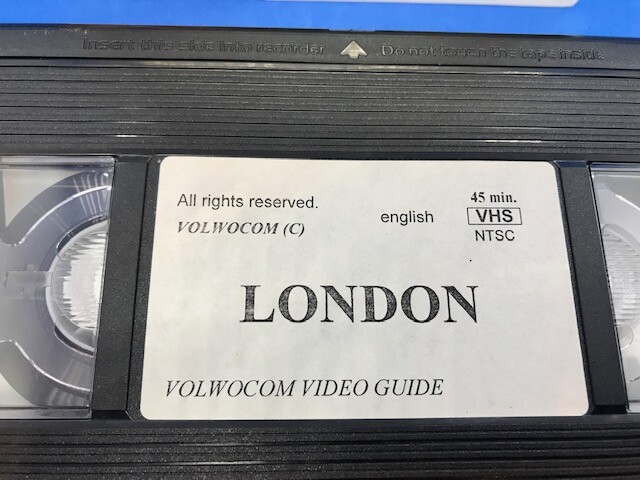 Insert this side into recorder Do not touch the tape inside
All rights reserved.
VOLWOCOM (C)
english
45 min.
VHS
NTSC
LONDON
VOLWOCOM VIDEO GUIDE